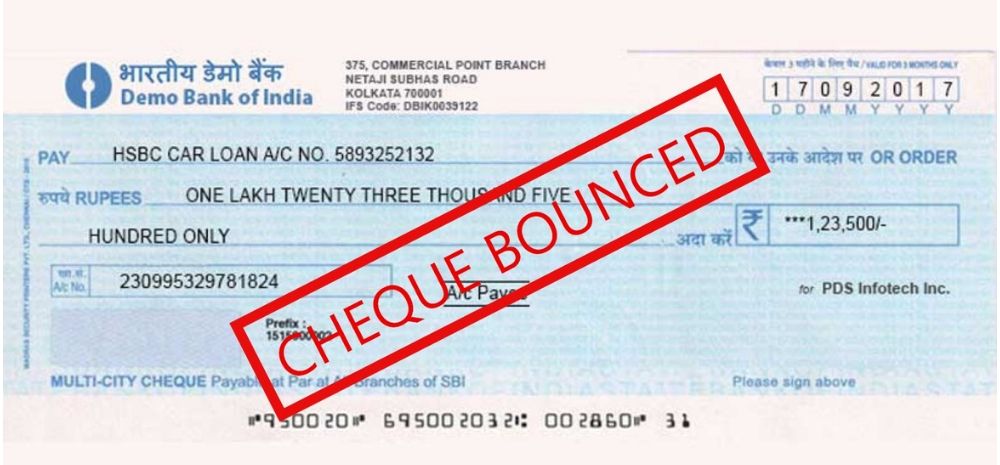 भारतीय डेमो बैंक
Demo Bank of India
375, COMMERCIAL POINT BRANCH
NETAJI SUBHAS ROAD
KOLKATA 700001
IFS Code: DBIK0039122
केवल ३ महीने के लिए वैध / VALID FOR 3 MONTHS ONLY
1 7 0 9 2 0 1 7
D D M M Y Y Y Y
PAY HSBC CAR LOAN A/C NO. 5893252132
को उनके आदेश पर OR ORDER
रुपये RUPEES ONE LAKH TWENTY THREE THOUSAND FIVE
HUNDRED ONLY
अदा करें ₹ ***1,23,500/-
A/c No. 230995329781824
A/c Payee
for PDS Infotech Inc.
Prefix :
CHEQUE BOUNCED
MULTI-CITY CHEQUE Payable at Par at All Branches of SBI
Please sign above
⑈950020⑈ 695002032⑆ 002860⑈ 31